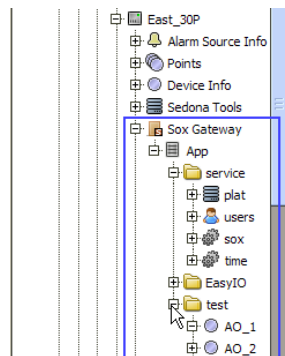 East_30P
Alarm Source Info
Points
Device Info
Sedona Tools
Sox Gateway
App
service
plat
users
sox
time
EasyIO
test
AO_1
AO_2